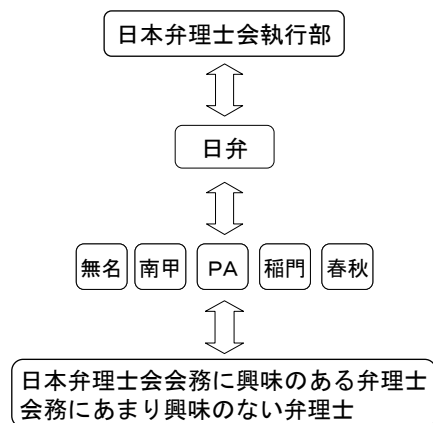 日本弁理士会執行部
日弁
無名 南甲 PA 稲門 春秋
日本弁理士会会務に興味のある弁理士
会務にあまり興味のない弁理士